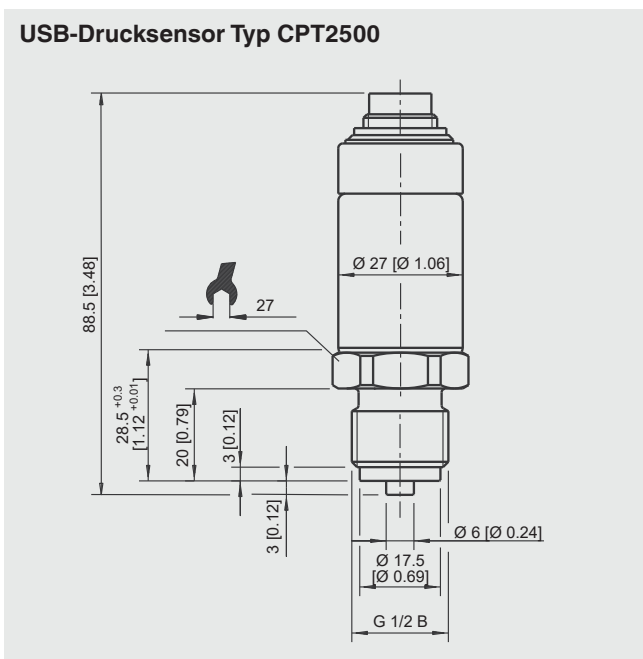 USB-Drucksensor Typ CPT2500
Ø 27 [Ø 1.06]
88.5 [3.48]
27
28.5 +0.3
[1.12 +0.01]
20 [0.79]
3 [0.12]
3 [0.12]
Ø 6 [Ø 0.24]
Ø 17.5
[Ø 0.69]
G 1/2 B